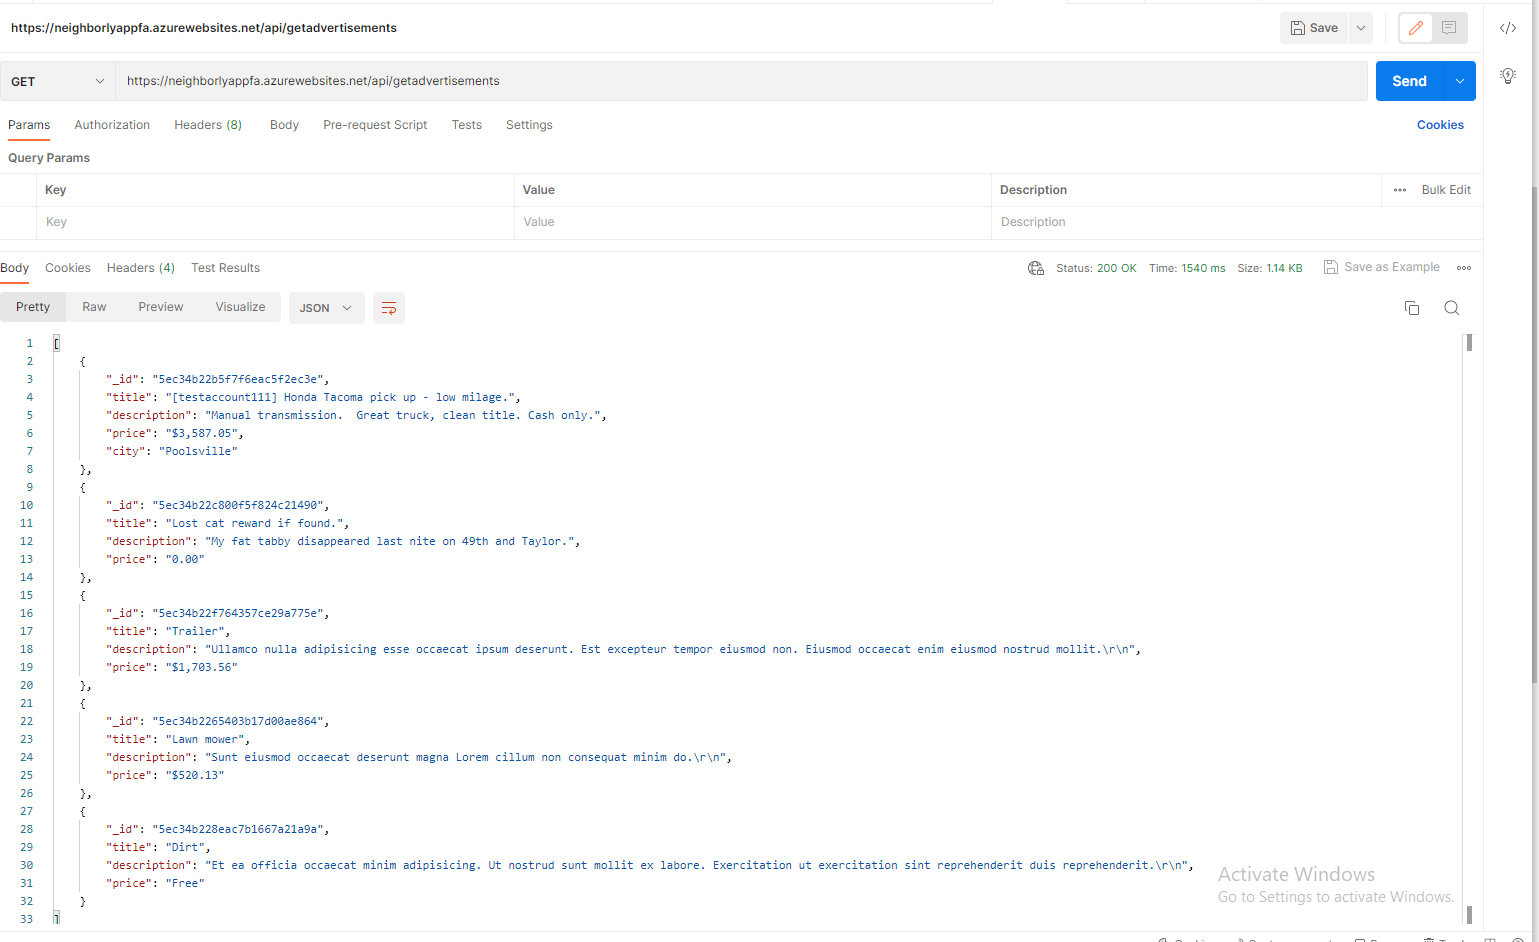 https://neighborlyappfa.azurewebsites.net/api/getadvertisements
Save
GET
https://neighborlyappfa.azurewebsites.net/api/getadvertisements
Send
Params Authorization Headers (8) Body Pre-request Script Tests Settings Cookies
Query Params
Key Value Description ••• Bulk Edit
Key Value Description
Body Cookies Headers (4) Test Results Status: 200 OK Time: 1540 ms Size: 1.14 KB Save as Example
Pretty Raw Preview Visualize JSON
1 [
2 {
3 "_id": "5ec34b22b5f7f6eac5f2ec3e",
4 "title": "[testaccount111] Honda Tacoma pick up - low milage.",
5 "description": "Manual transmission.  Great truck, clean title. Cash only.",
6 "price": "$3,587.05",
7 "city": "Poolsville"
8 },
9 {
10 "_id": "5ec34b22c800f5f824c21490",
11 "title": "Lost cat reward if found.",
12 "description": "My fat tabby disappeared last nite on 49th and Taylor.",
13 "price": "0.00"
14 },
15 {
16 "_id": "5ec34b22f764357ce29a775e",
17 "title": "Trailer",
18 "description": "Ullamco nulla adipisicing esse occaecat ipsum deserunt. Est excepteur tempor eiusmod non. Eiusmod occaecat enim eiusmod nostrud mollit.\r\n",
19 "price": "$1,703.56"
20 },
21 {
22 "_id": "5ec34b2265403b17d00ae864",
23 "title": "Lawn mower",
24 "description": "Sunt eiusmod occaecat deserunt magna Lorem cillum non consequat minim do.\r\n",
25 "price": "$520.13"
26 },
27 {
28 "_id": "5ec34b228eac7b1667a21a9a",
29 "title": "Dirt",
30 "description": "Et ea officia occaecat minim adipisicing. Ut nostrud sunt mollit ex labore. Exercitation ut exercitation sint reprehenderit duis reprehenderit.\r\n",
31 "price": "Free"
32 }
33 ]
Activate Windows
Go to Settings to activate Windows.